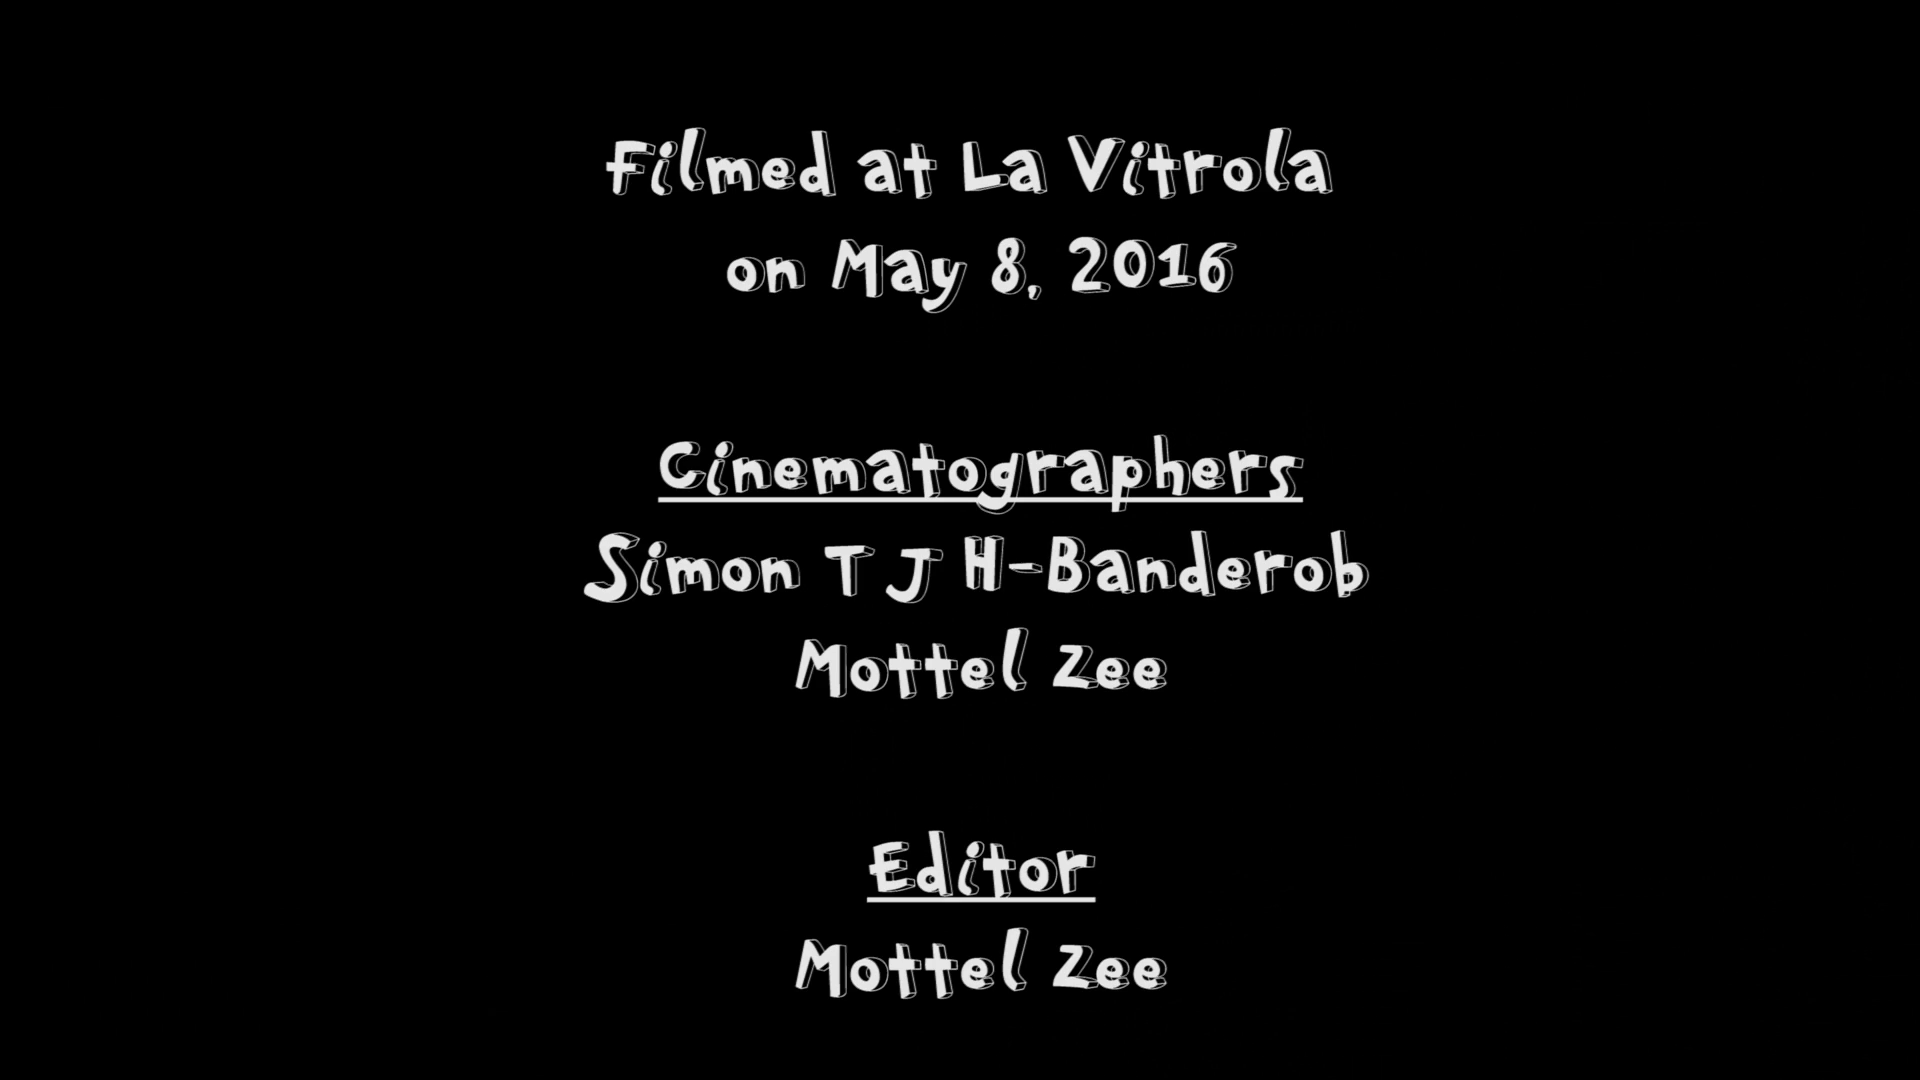 Filmed at La Vitrola
on May 8, 2016
Cinematographers
Simon T J H-Banderob
Mottel Zee
Editor
Mottel Zee